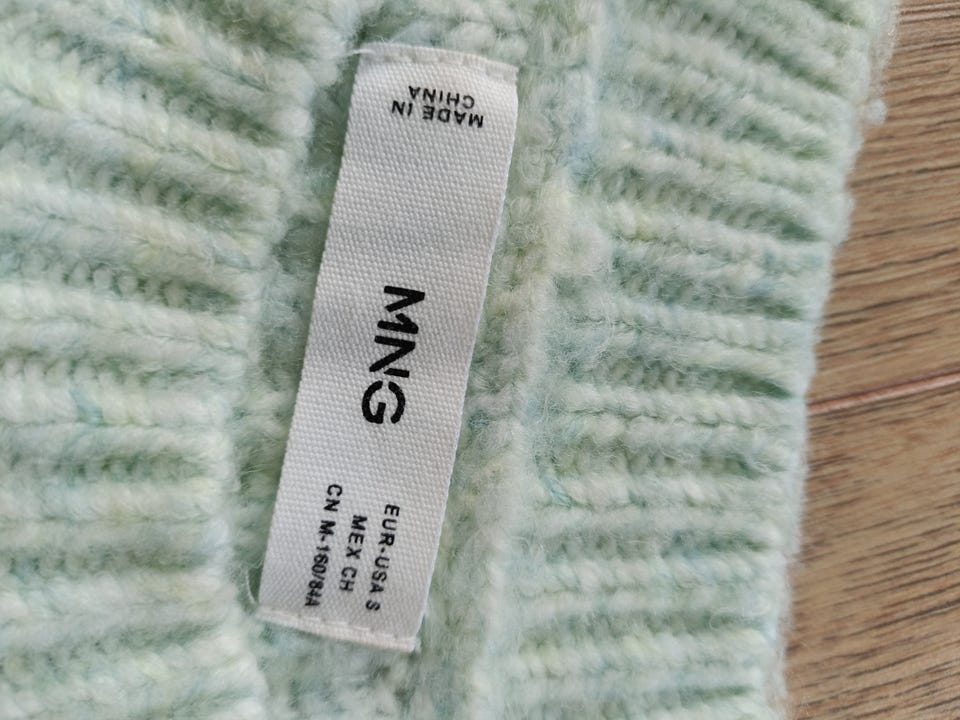 MADE IN
CHINA
MNG
EUR-USA S
MEX CH
CN M-160/84A